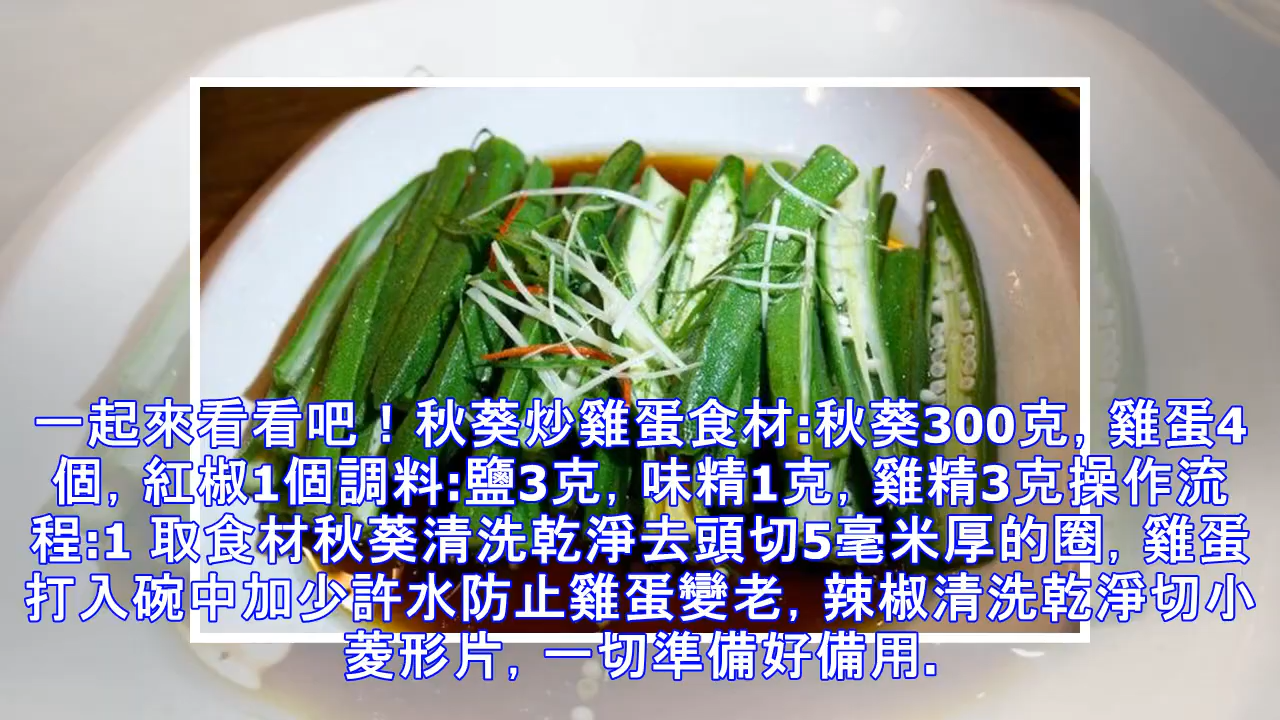 一起來看看吧！秋葵炒雞蛋食材:秋葵300克, 雞蛋4
個, 紅椒1個調料:鹽3克, 味精1克, 雞精3克操作流
程:1 取食材秋葵清洗乾淨去頭切5毫米厚的圈, 雞蛋
打入碗中加少許水防止雞蛋變老, 辣椒清洗乾淨切小
菱形片, 一切準備好備用.